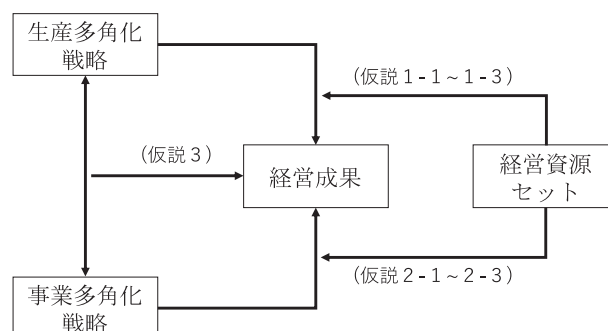 生産多角化
戦略
(仮説1-1~1-3)
(仮説3)
経営成果
経営資源
セット
(仮説2-1~2-3)
事業多角化
戦略